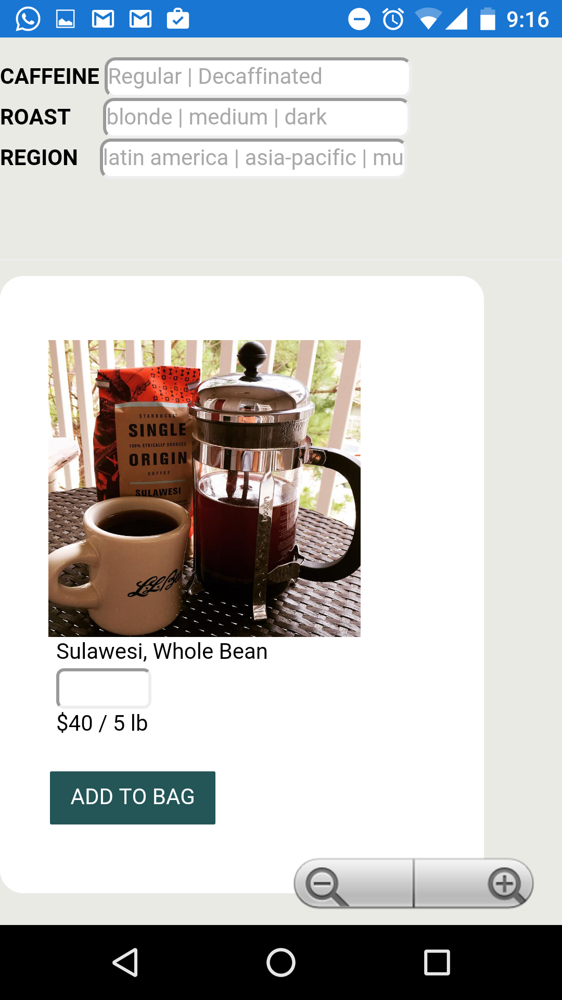 9:16
CAFFEINE Regular | Decaffinated
ROAST blonde | medium | dark
REGION latin america | asia-pacific | mu
STARBUCKS
SINGLE
100% ETHICALLY SOURCED
ORIGIN
COFFEE
SULAWESI
bodum
L.L.Bea
Sulawesi, Whole Bean
$40 / 5 lb
ADD TO BAG